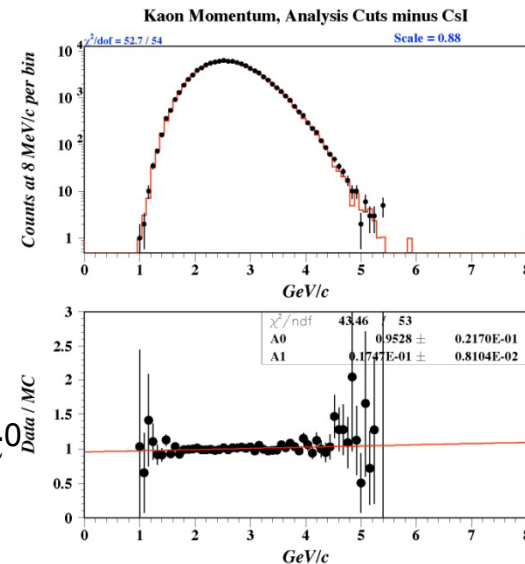 Kaon Momentum, Analysis Cuts minus CsI
χ²/dof = 52.7 / 54
Scale = 0.88
Counts at 8 MeV/c per bin
10⁴
10³
10²
10
1
0 1 2 3 4 5 6 7 8
GeV/c
Data / MC
3
2.5
2
1.5
1
0.5
0
χ²/ndf 43.46 / 53
A0 0.9528 ± 0.2170E-01
A1 0.1747E-01 ± 0.8104E-02
0 1 2 3 4 5 6 7 8
GeV/c